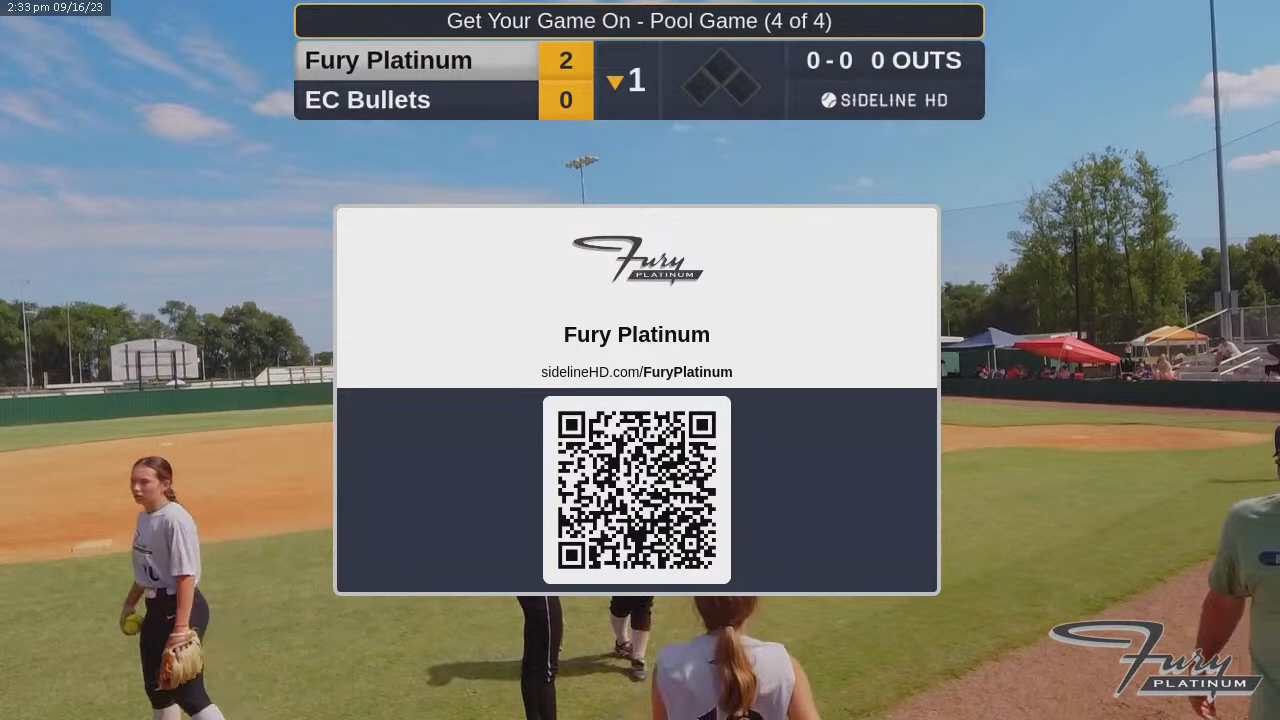 2:33 pm 09/16/23
Get Your Game On - Pool Game (4 of 4)
Fury Platinum 2
EC Bullets 0
1
0 - 0 0 OUTS
SIDELINE HD
Fury
PLATINUM
Fury Platinum
sidelineHD.com/FuryPlatinum
Fury
PLATINUM